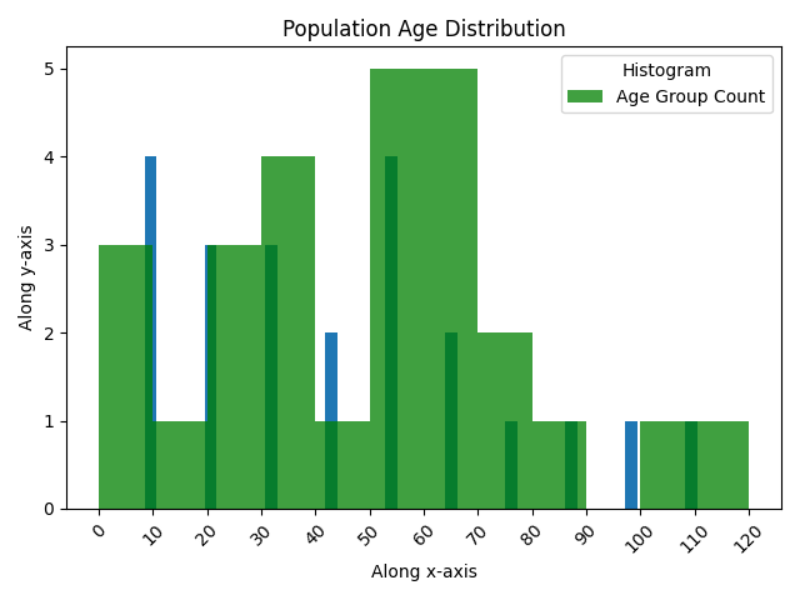 Population Age Distribution
Histogram
Age Group Count
Along y-axis
5
4
3
2
1
0
0 10 20 30 40 50 60 70 80 90 100 110 120
Along x-axis